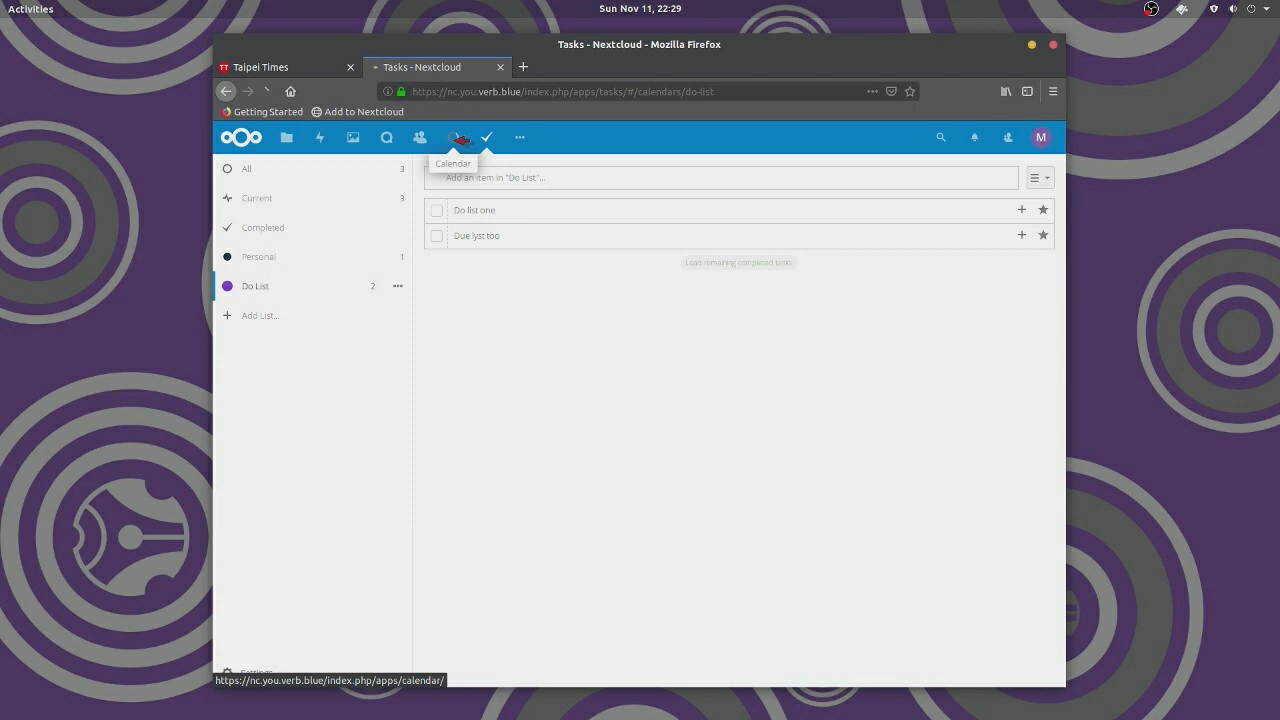 Activities
Sun Nov 11, 22:29
Tasks - Nextcloud - Mozilla Firefox
TT Taipei Times
Tasks - Nextcloud
https://nc.you.verb.blue/index.php/apps/tasks/#/calendars/do-list
Getting Started
Add to Nextcloud
M
Calendar
All 3
Current 3
Completed
Personal 1
Do List 2
Add List...
Add an item in "Do List"...
Do list one
Due lyst too
Load remaining completed tasks
Settings
https://nc.you.verb.blue/index.php/apps/calendar/